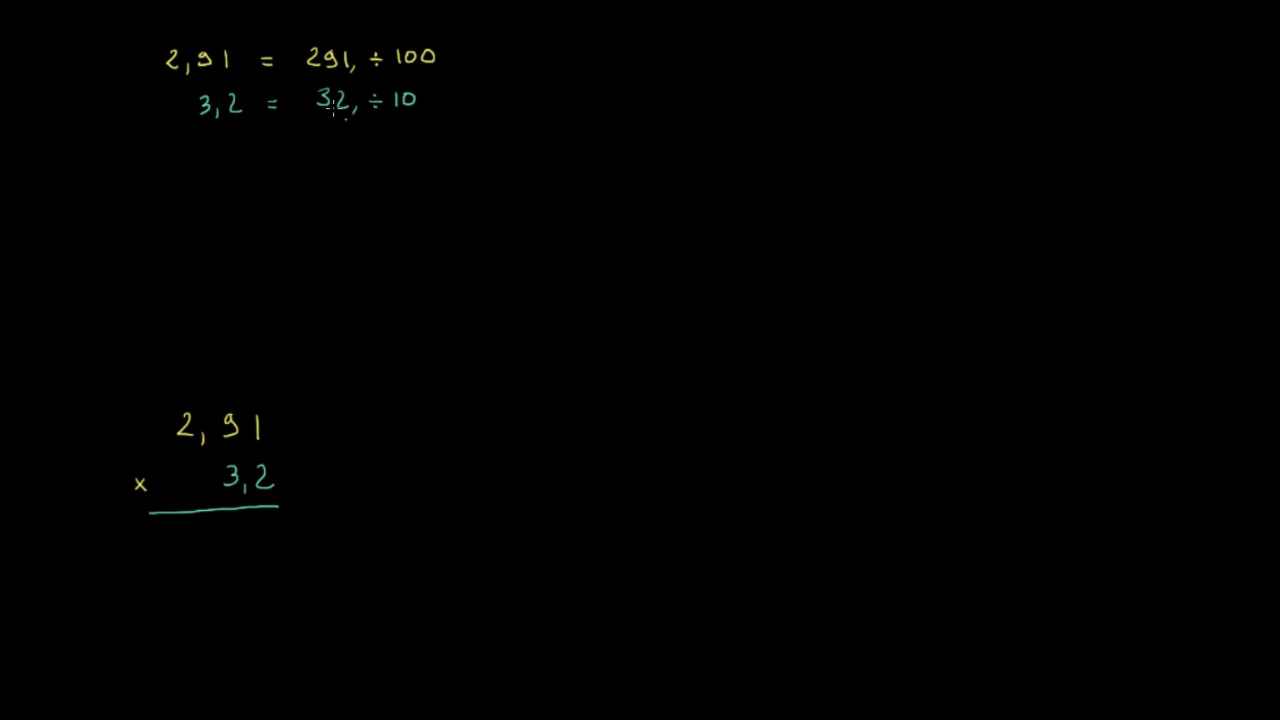 2,91 = 291, ÷ 100
3,2 = 32, ÷ 10
2,91
× 3,2